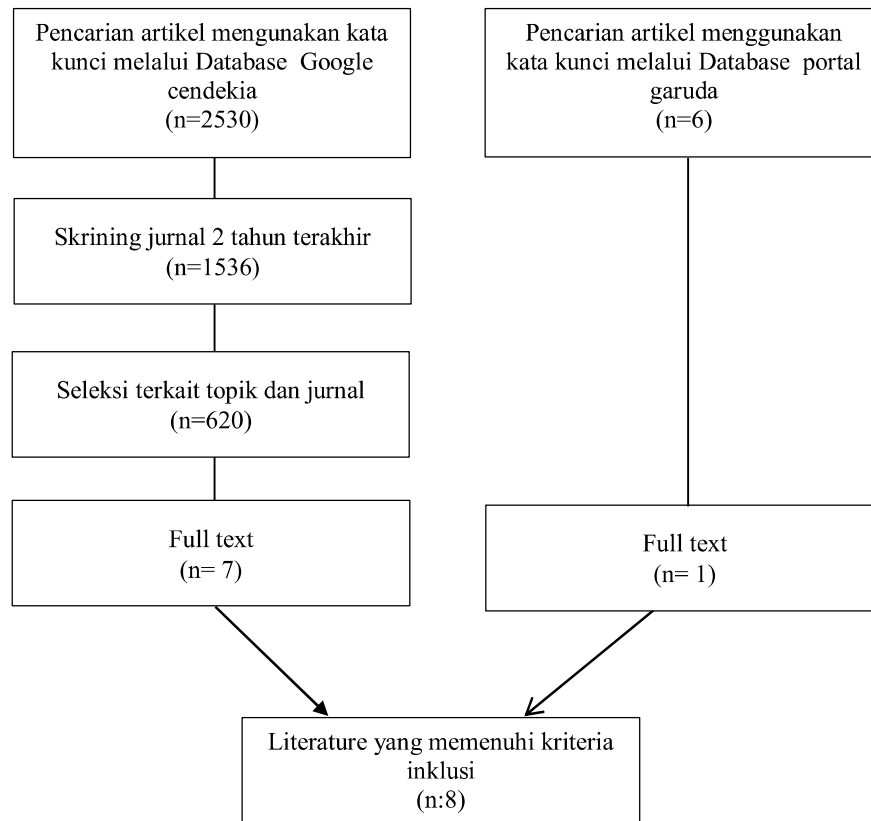 Pencarian artikel mengunakan kata
kunci melalui Database Google
cendekia
(n=2530)
Pencarian artikel menggunakan
kata kunci melalui Database portal
garuda
(n=6)
Skrining jurnal 2 tahun terakhir
(n=1536)
Seleksi terkait topik dan jurnal
(n=620)
Full text
(n= 7)
Full text
(n= 1)
Literature yang memenuhi kriteria
inklusi
(n:8)